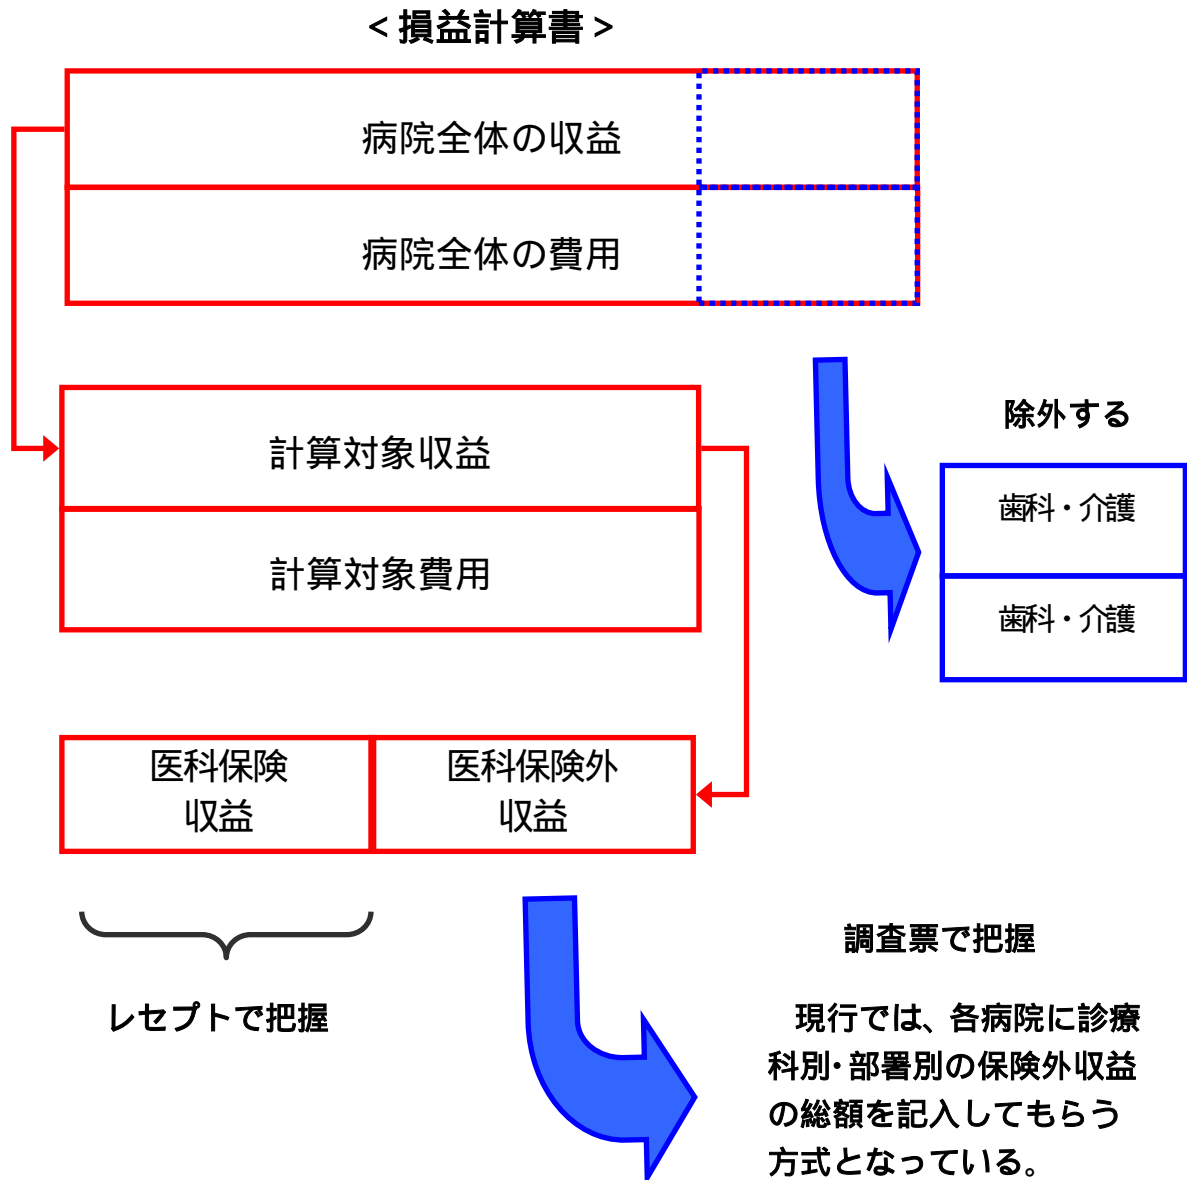 ＜損益計算書＞
病院全体の収益
病院全体の費用
計算対象収益
計算対象費用
除外する
歯科・介護
歯科・介護
医科保険
収益
医科保険外
収益
レセプトで把握
調査票で把握
現行では、各病院に診療
科別・部署別の保険外収益
の総額を記入してもらう
方式となっている。